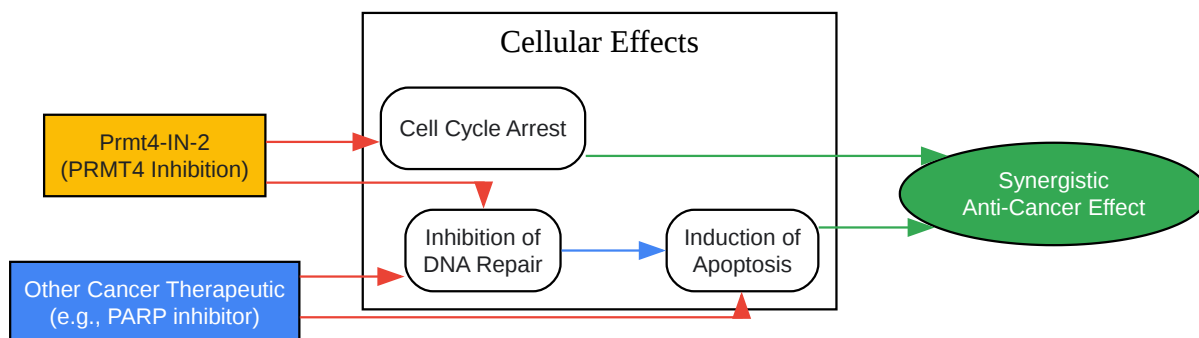 Cellular Effects
Prmt4-IN-2
(PRMT4 Inhibition)
Cell Cycle Arrest
Synergistic
Anti-Cancer Effect
Inhibition of
DNA Repair
Induction of
Apoptosis
Other Cancer Therapeutic
(e.g., PARP inhibitor)